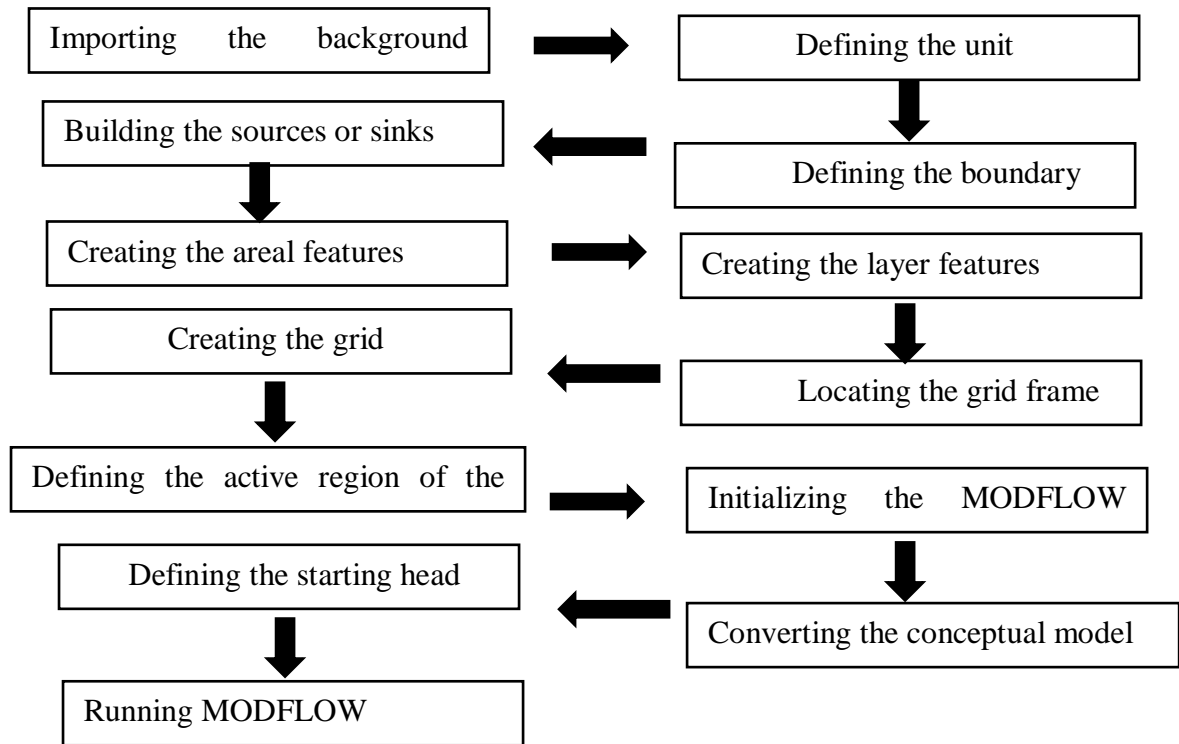 Importing the background
Defining the unit
Defining the boundary
Building the sources or sinks
Creating the areal features
Creating the layer features
Locating the grid frame
Creating the grid
Defining the active region of the
Initializing the MODFLOW
Converting the conceptual model
Defining the starting head
Running MODFLOW